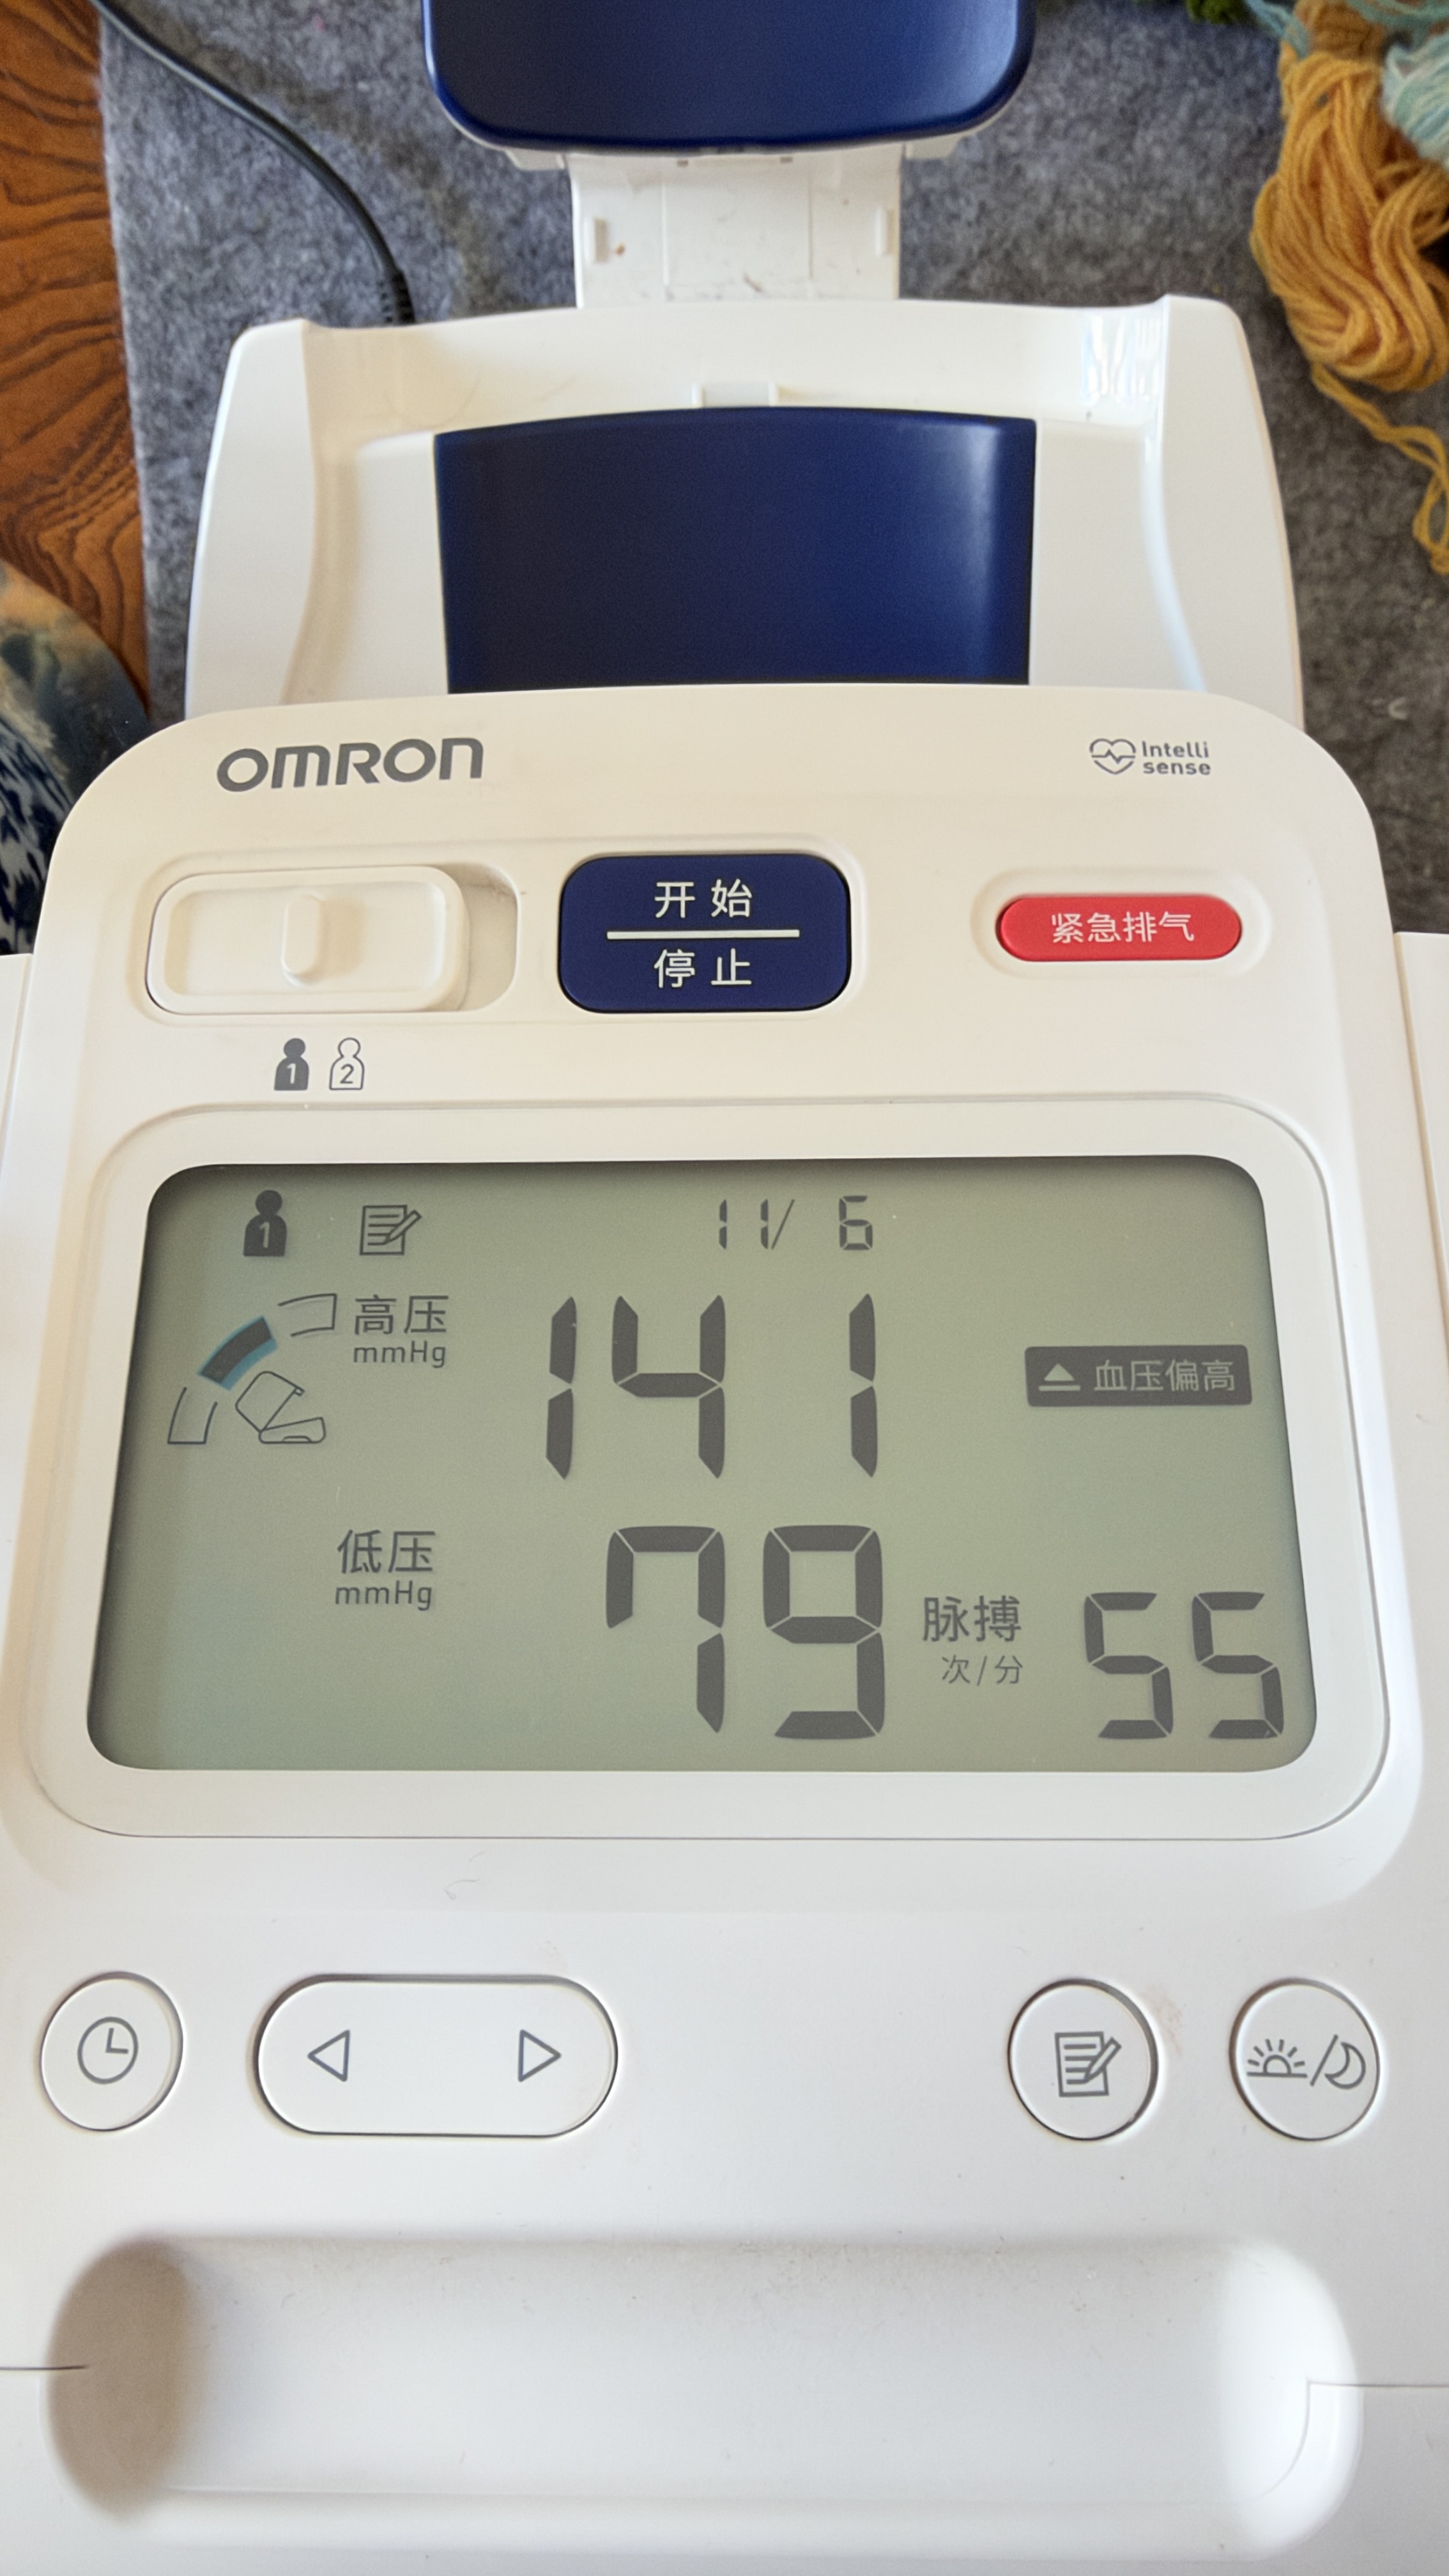 OMRON
Intelli
sense
开始
停止
紧急排气
1 2
1 11/ 6
高压
mmHg
141
血压偏高
低压
mmHg
79
脉搏
次/分
55